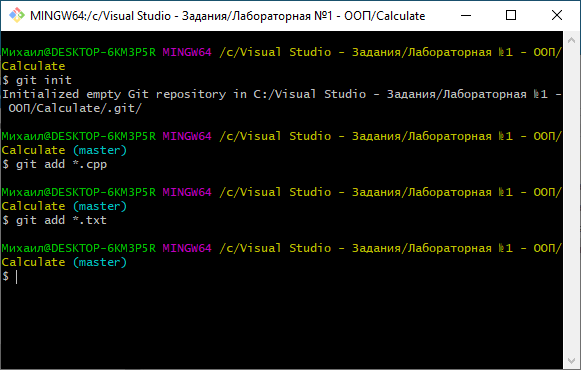 MINGW64:/c/Visual Studio - Задания/Лабораторная №1 - ООП/Calculate
Михаил@DESKTOP-6KM3P5R MINGW64 /c/Visual Studio - Задания/Лабораторная №1 - ООП/
Calculate
$ git init
Initialized empty Git repository in C:/Visual Studio - Задания/Лабораторная №1 -
ООП/Calculate/.git/
Михаил@DESKTOP-6KM3P5R MINGW64 /c/Visual Studio - Задания/Лабораторная №1 - ООП/
Calculate (master)
$ git add *.cpp
Михаил@DESKTOP-6KM3P5R MINGW64 /c/Visual Studio - Задания/Лабораторная №1 - ООП/
Calculate (master)
$ git add *.txt
Михаил@DESKTOP-6KM3P5R MINGW64 /c/Visual Studio - Задания/Лабораторная №1 - ООП/
Calculate (master)
$